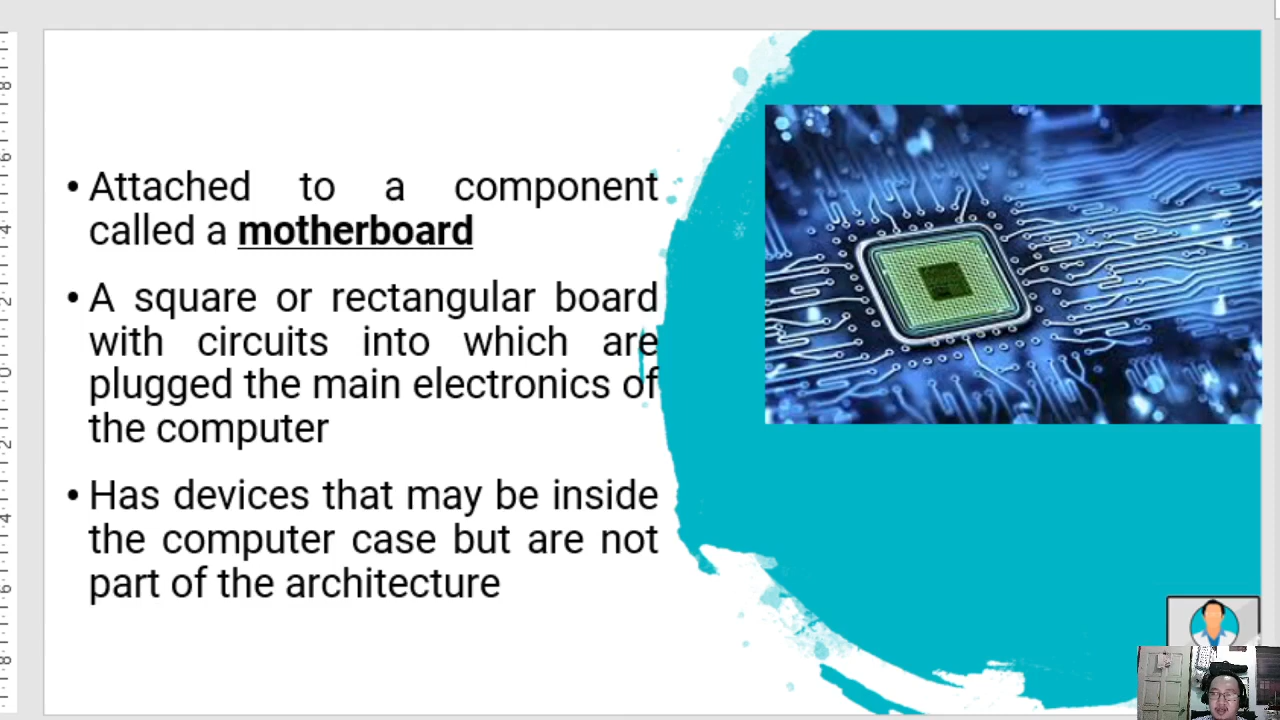 • Attached to a component
called a motherboard
• A square or rectangular board
with circuits into which are
plugged the main electronics of
the computer
• Has devices that may be inside
the computer case but are not
part of the architecture